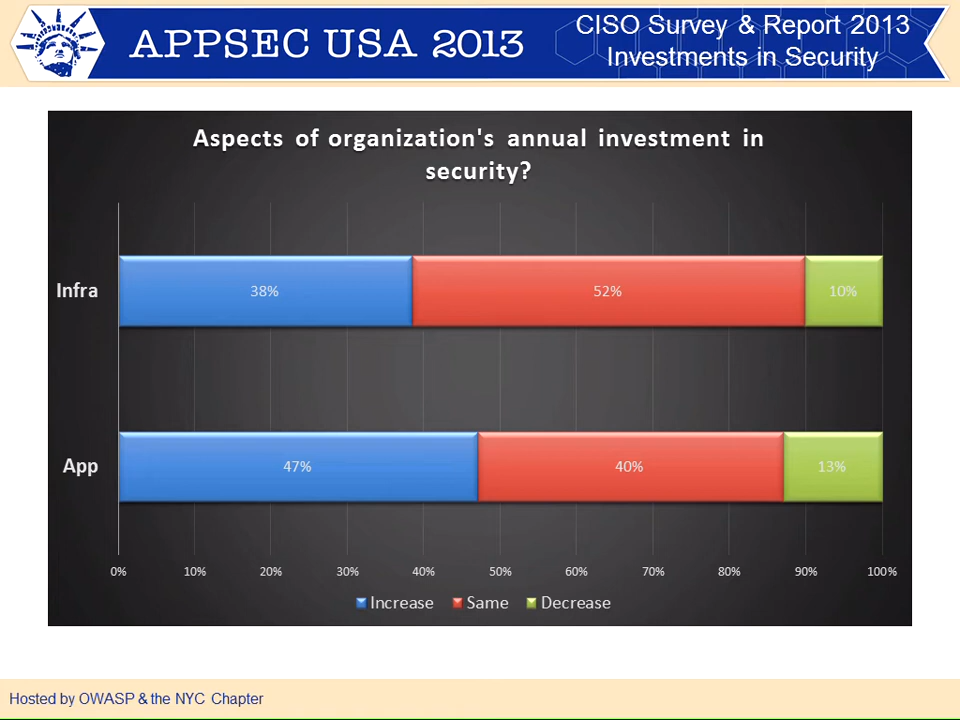 APPSEC USA 2013
CISO Survey & Report 2013
Investments in Security
Aspects of organization's annual investment in
security?
Infra
38%
52%
10%
App
47%
40%
13%
0%
10%
20%
30%
40%
50%
60%
70%
80%
90%
100%
Increase
Same
Decrease
Hosted by OWASP & the NYC Chapter